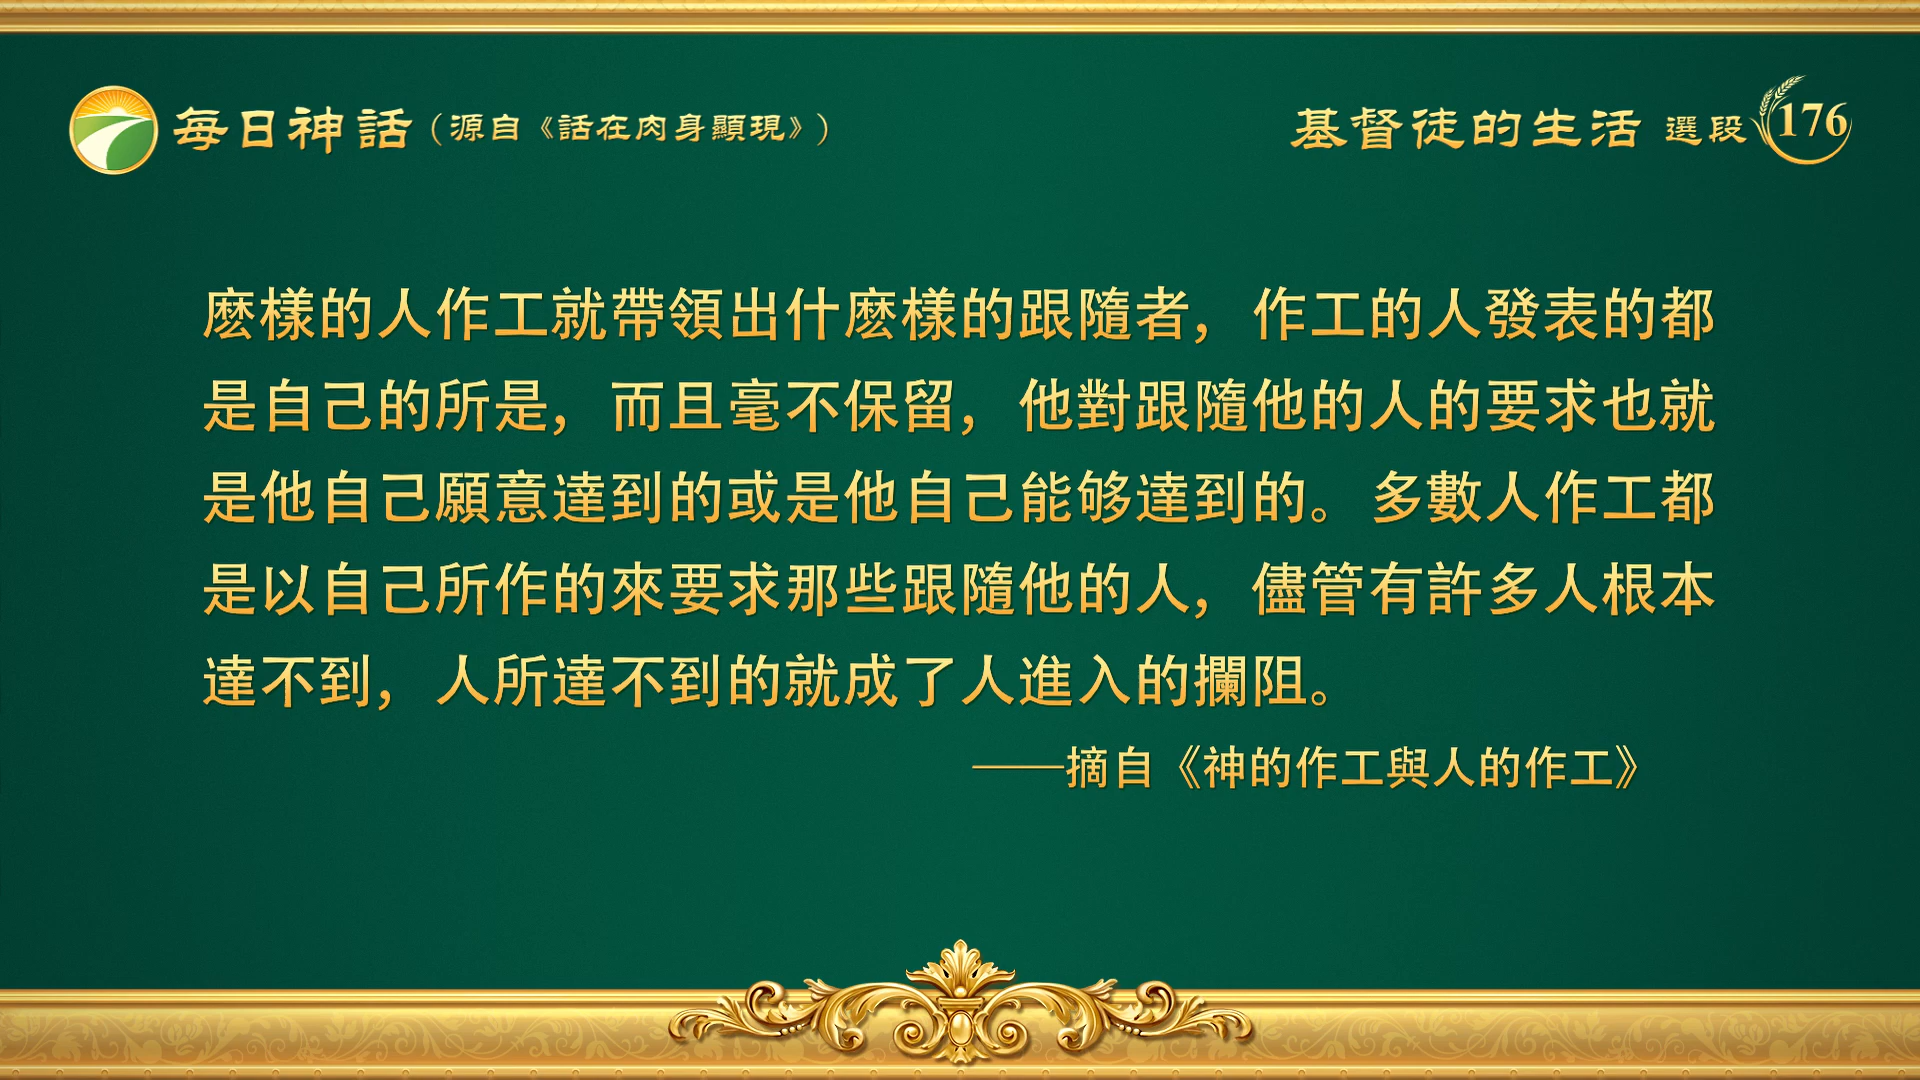 每日神話（源自《話在肉身顯現》）
基督徒的生活 選段 176
麽樣的人作工就帶領出什麽樣的跟隨者，作工的人發表的都
是自己的所是，而且毫不保留，他對跟隨他的人的要求也就
是他自己願意達到的或是他自己能够達到的。多數人作工都
是以自己所作的來要求那些跟隨他的人，儘管有許多人根本
達不到，人所達不到的就成了人進入的攔阻。
——摘自《神的作工與人的作工》